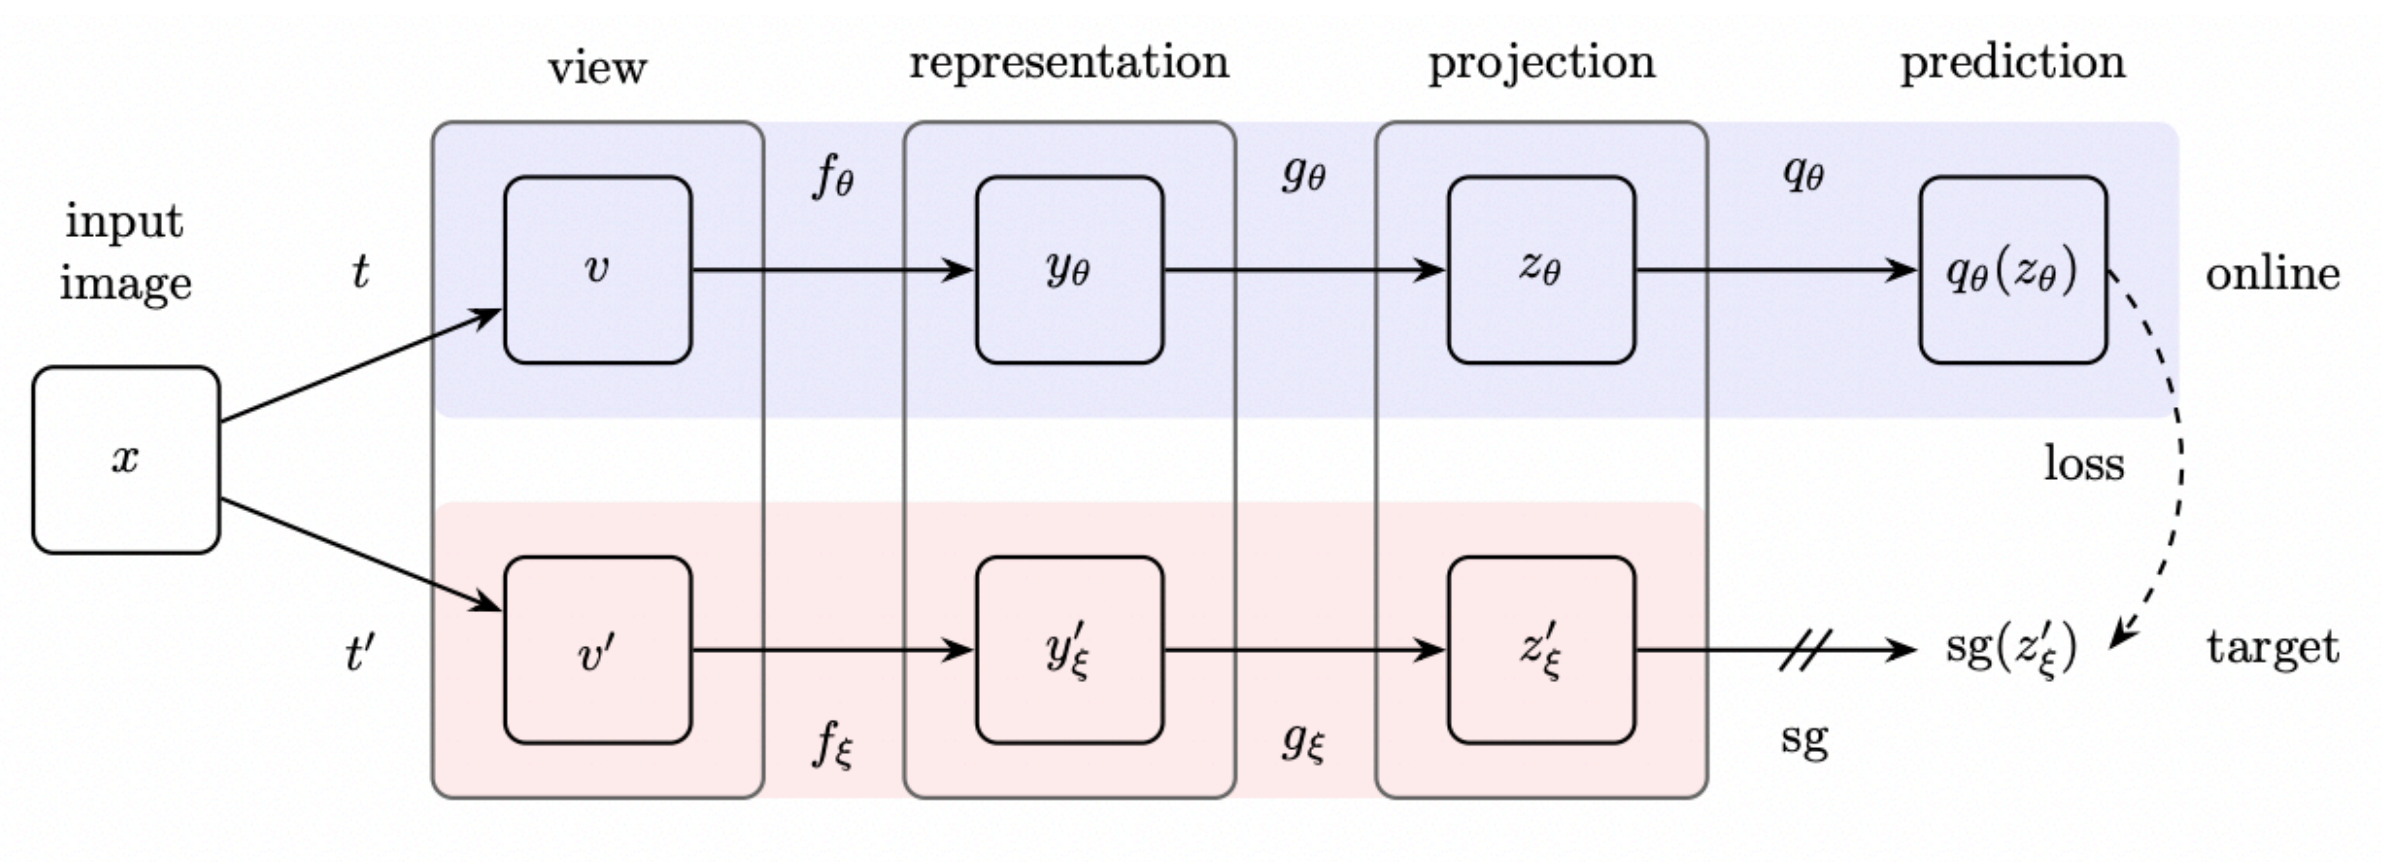 view
representation
projection
prediction
input
image
t
f_θ
g_θ
q_θ
v
y_θ
z_θ
q_θ(z_θ)
online
x
loss
t′
v′
y′_ξ
z′_ξ
sg(z′_ξ)
target
f_ξ
g_ξ
sg